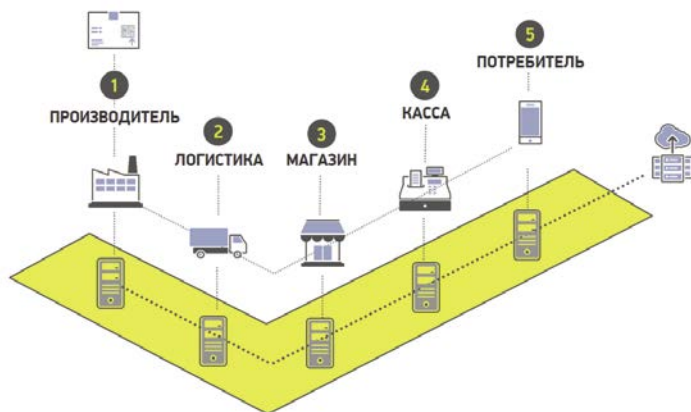 1
ПРОИЗВОДИТЕЛЬ
2
ЛОГИСТИКА
3
МАГАЗИН
4
КАССА
5
ПОТРЕБИТЕЛЬ